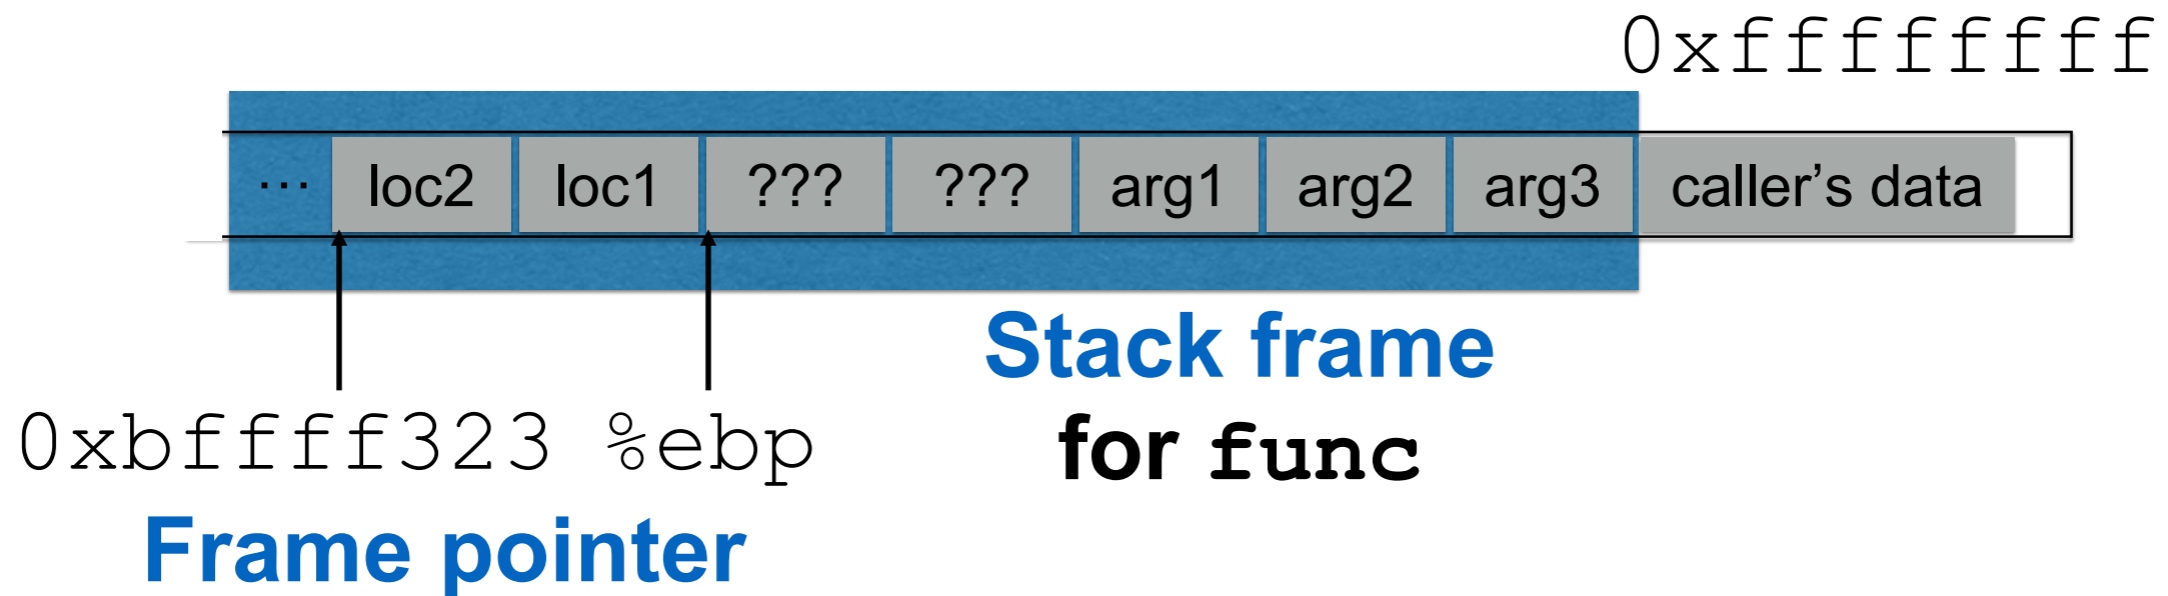 0xffffffff
... loc2 loc1 ??? ??? arg1 arg2 arg3 caller's data
Stack frame
for func
0xbffff323 %ebp
Frame pointer